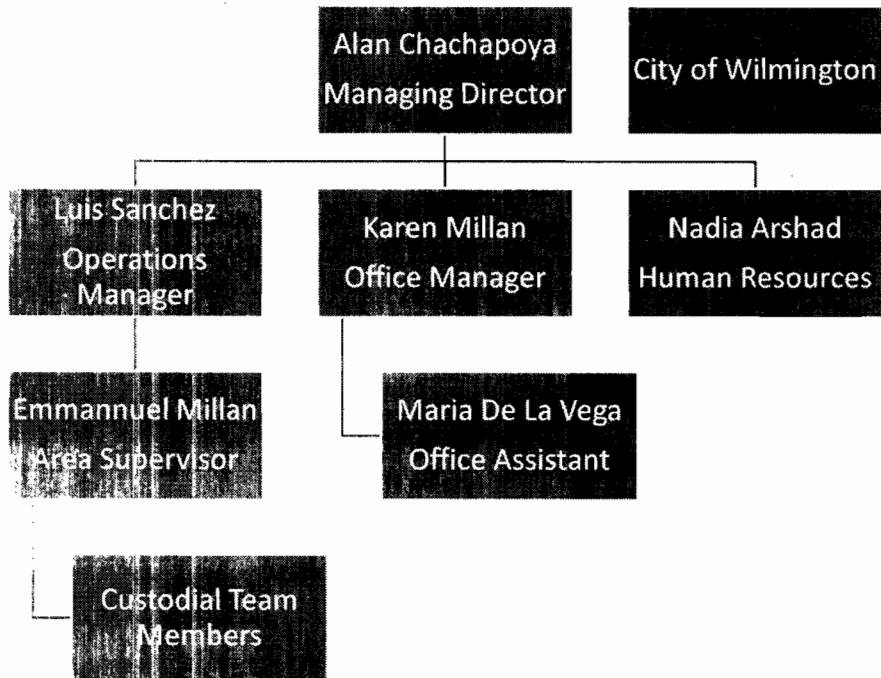 Alan Chachapoya
Managing Director
City of Wilmington
Luis Sanchez
Operations
Manager
Karen Millan
Office Manager
Nadia Arshad
Human Resources
Emmannuel Millan
Area Supervisor
Maria De La Vega
Office Assistant
Custodial Team
Members